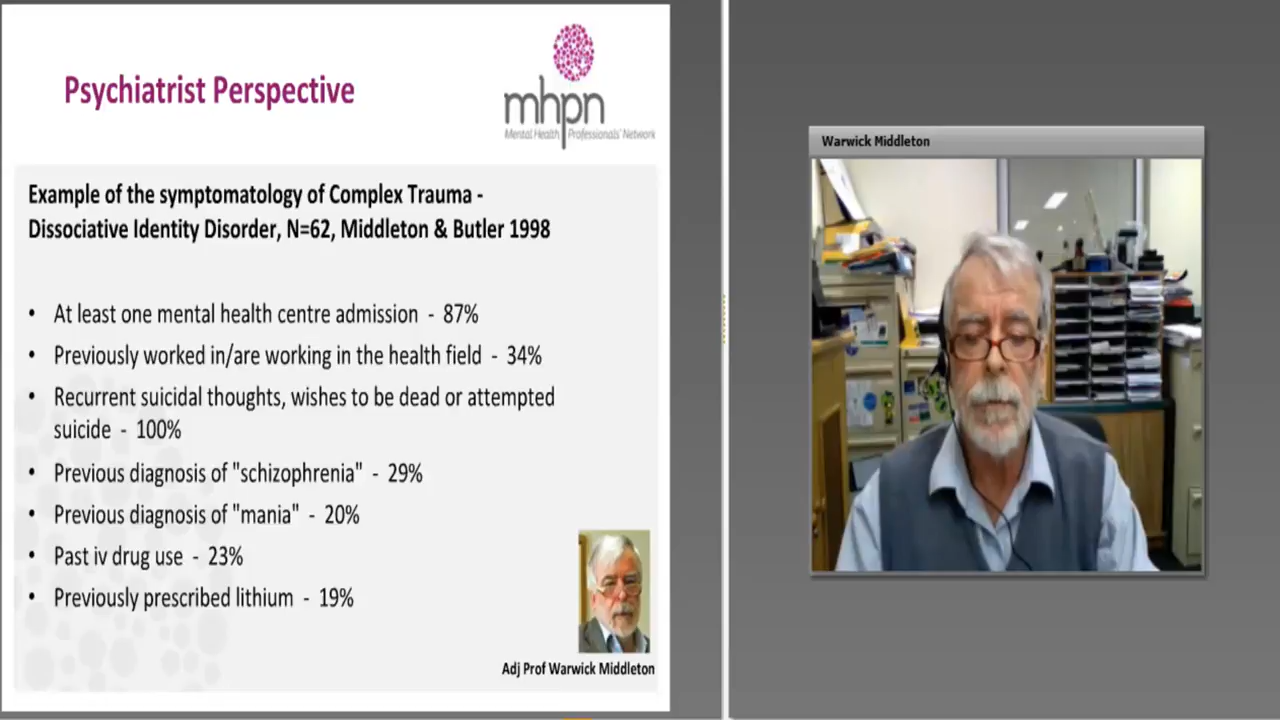 Psychiatrist Perspective
mhpn
Mental Health Professionals' Network
Example of the symptomatology of Complex Trauma -
Dissociative Identity Disorder, N=62, Middleton & Butler 1998
• At least one mental health centre admission - 87%
• Previously worked in/are working in the health field - 34%
• Recurrent suicidal thoughts, wishes to be dead or attempted
suicide - 100%
• Previous diagnosis of "schizophrenia" - 29%
• Previous diagnosis of "mania" - 20%
• Past iv drug use - 23%
• Previously prescribed lithium - 19%
Adj Prof Warwick Middleton
Warwick Middleton